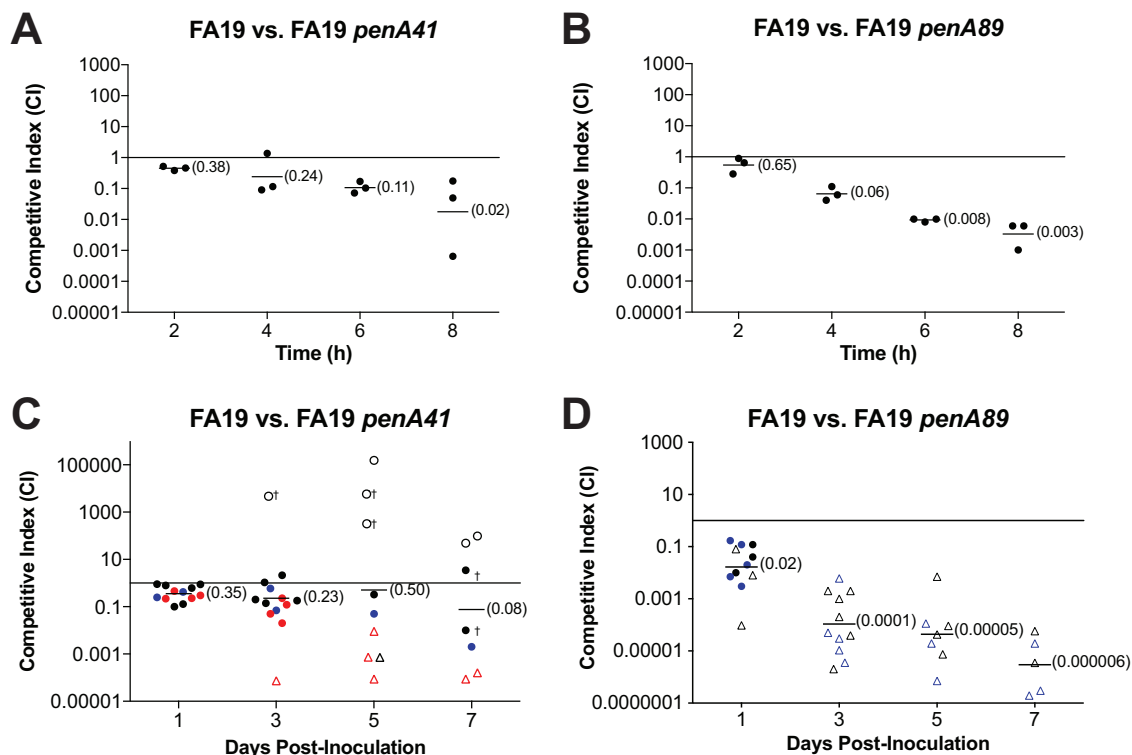 A
FA19 vs. FA19 penA41
Competitive Index (CI)
1000
100
10
1
0.1
0.01
0.001
0.0001
0.00001
(0.38)
(0.24)
(0.11)
(0.02)
2 4 6 8
Time (h)
B
FA19 vs. FA19 penA89
Competitive Index (CI)
1000
100
10
1
0.1
0.01
0.001
0.0001
0.00001
(0.65)
(0.06)
(0.008)
(0.003)
2 4 6 8
Time (h)
C
FA19 vs. FA19 penA41
Competitive Index (CI)
100000
1000
10
0.1
0.001
0.00001
†
†
†
†
†
(0.35)
(0.23)
(0.50)
(0.08)
1 3 5 7
Days Post-Inoculation
D
FA19 vs. FA19 penA89
Competitive Index (CI)
1000
10
0.1
0.001
0.00001
0.0000001
(0.02)
(0.0001)
(0.00005)
(0.000006)
1 3 5 7
Days Post-Inoculation